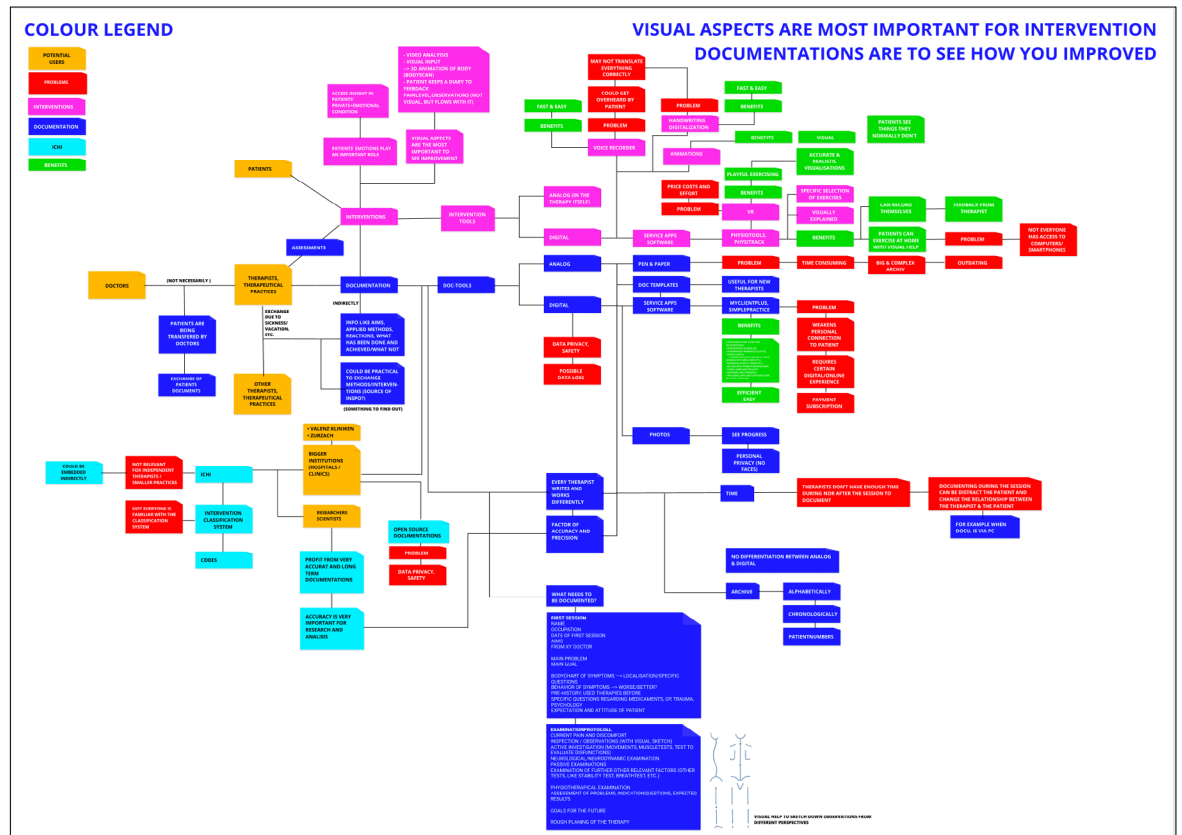 COLOUR LEGEND
VISUAL ASPECTS ARE MOST IMPORTANT FOR INTERVENTION
DOCUMENTATIONS ARE TO SEE HOW YOU IMPROVED
POTENTIAL
USERS
PROBLEMS
INTERVENTIONS
DOCUMENTATION
ICHI
BENEFITS
- VIDEO ANALYSIS
- VISUAL INPUT
--> 3D ANIMATION OF BODY
(BODYSCAN)
- PATIENT KEEPS A DIARY TO
FEEDBACK
PAINLEVEL,OBSERVATIONS (NOT
VISUAL, BUT FLOWS WITH IT)
ACCESS INSIGHT IN
PATIENTS'
PRIVATE+EMOTIONAL
CONDITION
PATIENTS' EMOTIONS PLAY
AN IMPORTANT ROLE
VISUAL ASPECTS
ARE THE MOST
IMPORTANT TO
SEE IMPROVEMENT
PATIENTS
INTERVENTIONS
INTERVENTION
TOOLS
ANALOG (IN THE
THERAPY ITSELF)
DIGITAL
MAY NOT TRANSLATE
EVERYTHING
CORRECTLY
COULD GET
OVERHEARD BY
PATIENT
PROBLEM
VOICE RECORDER
FAST & EASY
BENEFITS
PROBLEM
HANDWRITING
DIGITALIZATION
FAST & EASY
BENEFITS
ANIMATIONS
BENEFITS
VISUAL
PATIENTS SEE
THINGS THEY
NORMALLY DON'T
ACCURATE &
REALISTIC
VISUALISATIONS
PLAYFUL EXERCISING
BENEFITS
PRICE COSTS AND
EFFORT
PROBLEM
VR
SPECIFIC SELECTION
OF EXERCISES
VISUALLY
EXPLAINED
SERVICE APPS
SOFTWARE
PHYSIOTOOLS,
PHYSITRACK
BENEFITS
CAN RECORD
THEMSELVES
FEEDBACK FROM
THERAPIST
PATIENTS CAN
EXERCISE AT HOME
WITH VISUAL HELP
PROBLEM
NOT EVERYONE
HAS ACCESS TO
COMPUTERS/
SMARTPHONES
ASSESSMENTS
DOCTORS
(NOT NECESSARILY )
THERAPISTS,
THERAPEUTICAL
PRACTICES
DOCUMENTATION
DOC-TOOLS
ANALOG
PEN & PAPER
PROBLEM
TIME CONSUMING
BIG & COMPLEX
ARCHIV
OUTDATING
DOC TEMPLATES
USEFUL FOR NEW
THERAPISTS
DIGITAL
SERVICE APPS
SOFTWARE
MYCLIENTPLUS,
SIMPLEPRACTICE
PROBLEM
WEAKENS
PERSONAL
CONNECTION
TO PATIENT
REQUIRES
CERTAIN
DIGITAL/ONLINE
EXPERIENCE
PAYMENT
SUBSCRIPTION
BENEFITS
EFFICIENT
EASY
DATA PRIVACY,
SAFETY
POSSIBLE
DATA LOSS
PATIENTS ARE
BEING
TRANSFERED BY
DOCTORS
EXCHANGE OF
PATIENTS
DOCUMENTS
EXCHANGE
DUE TO
SICKNESS/
VACATION,
ETC.
INDIRECTLY
INFO LIKE AIMS,
APPLIED METHODS,
REACTIONS, WHAT
HAS BEEN DONE AND
ACHIEVED/WHAT NOT
COULD BE PRACTICAL
TO EXCHANGE
METHODS/INTERVEN-
TIONS (SOURCE OF
INSPO?)
(SOMETHING TO FIND OUT)
OTHER
THERAPISTS,
THERAPEUTICAL
PRACTICES
PHOTOS
SEE PROGRESS
PERSONAL
PRIVACY (NO
FACES)
• VALENZ KLINIKEN
• ZURZACH
BIGGER
INSTITUTIONS
(HOSPITALS /
CLINICS)
COULD BE
EMBEDDED
INDIRECTLY
NOT RELEVANT
FOR INDEPENDENT
THERAPISTS /
SMALLER PRACTICES
ICHI
NOT EVERYONE IS
FAMILIAR WITH THE
CLASSIFICATION
SYSTEM
INTERVENTION
CLASSIFICATION
SYSTEM
CODES
RESEARCHERS
SCIENTISTS
PROFIT FROM VERY
ACCURAT AND LONG
TERM
DOCUMENTATIONS
ACCURACY IS VERY
IMPORTANT FOR
RESEARCH AND
ANALISIS
OPEN SOURCE
DOCUMENTATIONS
PROBLEM
DATA PRIVACY,
SAFETY
EVERY THERAPIST
WRITES AND
WORKS
DIFFERENTLY
FACTOR OF
ACCURACY AND
PRECISION
TIME
THERAPISTS DON'T HAVE ENOUGH TIME
DURING NOR AFTER THE SESSION TO
DOCUMENT
DOCUMENTING DURING THE SESSION
CAN BE DISTRACT THE PATIENT AND
CHANGE THE RELATIONSHIP BETWEEN
THE THERAPIST & THE PATIENT
FOR EXAMPLE WHEN
DOCU. IS VIA PC
NO DIFFERENTIATION BETWEEN ANALOG
& DIGITAL
ARCHIVE
ALPHABETICALLY
CHRONOLOGICALLY
PATIENTNUMBERS
WHAT NEEDS TO
BE DOCUMENTED?
FIRST SESSION
NAME
OCCUPATION
DATE OF FIRST SESSION
AIMS
FROM XY DOCTOR
MAIN PROBLEM
MAIN GOAL
BODYCHART OF SYMPTOMS --> LOCALISATION/SPECIFIC
QUESTIONS
BEHAVIOR OF SYMPTOMS --> WORSE/BETTER?
PRE-HISTORY, USED THERAPIES BEFORE
SPECIFIC QUESTIONS REGARDING MEDICAMENTS, OP, TRAUMA,
PSYCHOLOGY
EXPECTATION AND ATTITUDE OF PATIENT
EXAMINATIONPROTOCOLL
CURRENT PAIN AND DISCOMFORT
INSPECTION / OBSERVATIONS (WITH VISUAL SKETCH)
ACTIVE INVESTIGATION (MOVEMENTS, MUSCLETESTS, TEST TO
EVALUATE DISFUNCTIONS)
NEUROLOGICAL/NEURODYNAMIC EXAMINATION
PASSIVE EXAMINATIONS
EXAMINATION OF FURTHER OTHER RELEVANT FACTORS (OTHER
TESTS, LIKE STABILITY TEST, BREATHTEST, ETC.)
PHYSIOTHERAPICAL EXAMINATION
ASSESSMENT OF PROBLEMS, INDICATIONQUESTIONS, EXPECTED
RESULTS
GOALS FOR THE FUTURE
ROUGH PLANING OF THE THERAPY
VISUAL HELP TO SKETCH DOWN OBSERVATIONS FROM
DIFFERENT PERSPECTIVES